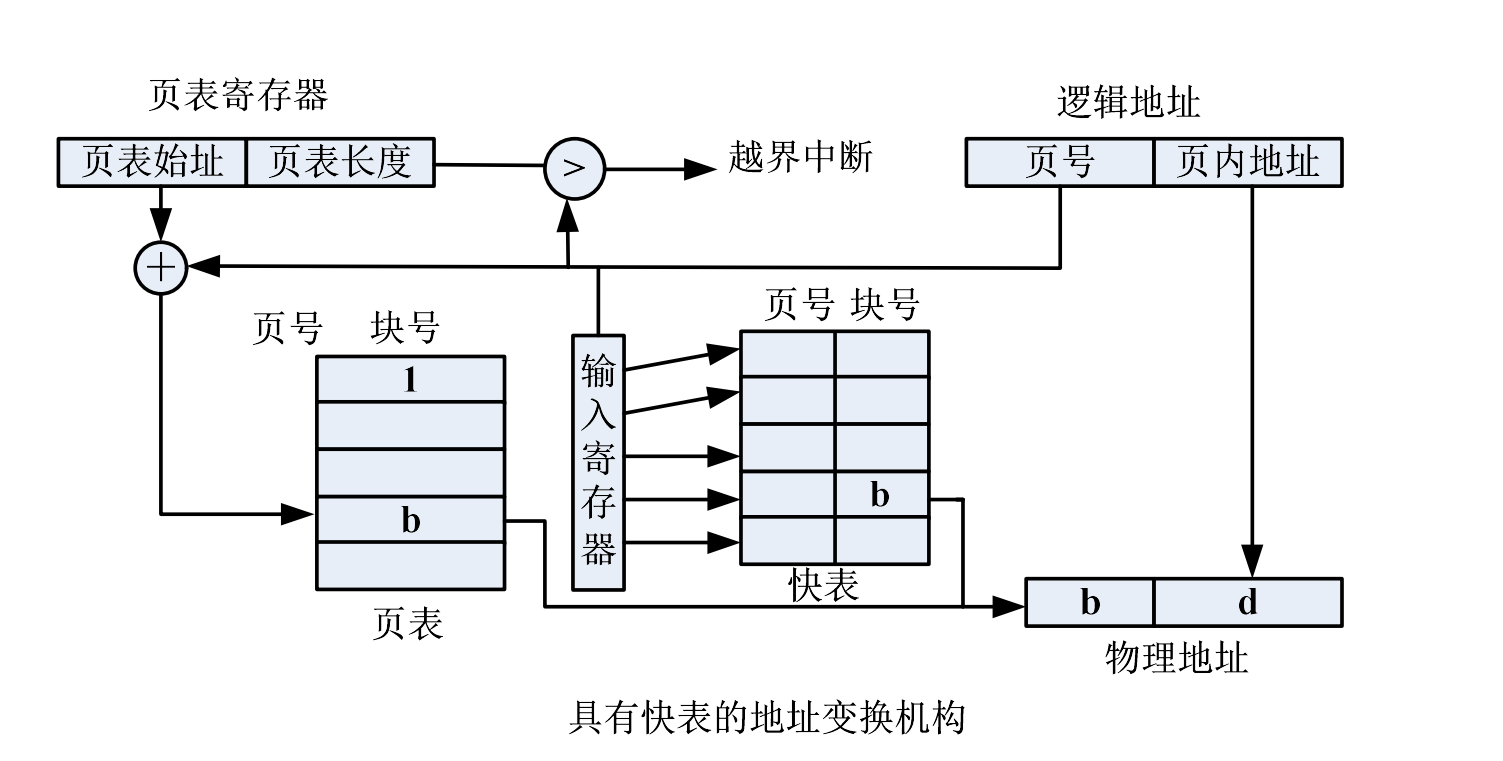 页表寄存器
逻辑地址
页表始址 页表长度
>
越界中断
页号 页内地址
+
页号 块号
页号 块号
1
b
输入寄存器
b
快表
页表
b d
物理地址
具有快表的地址变换机构